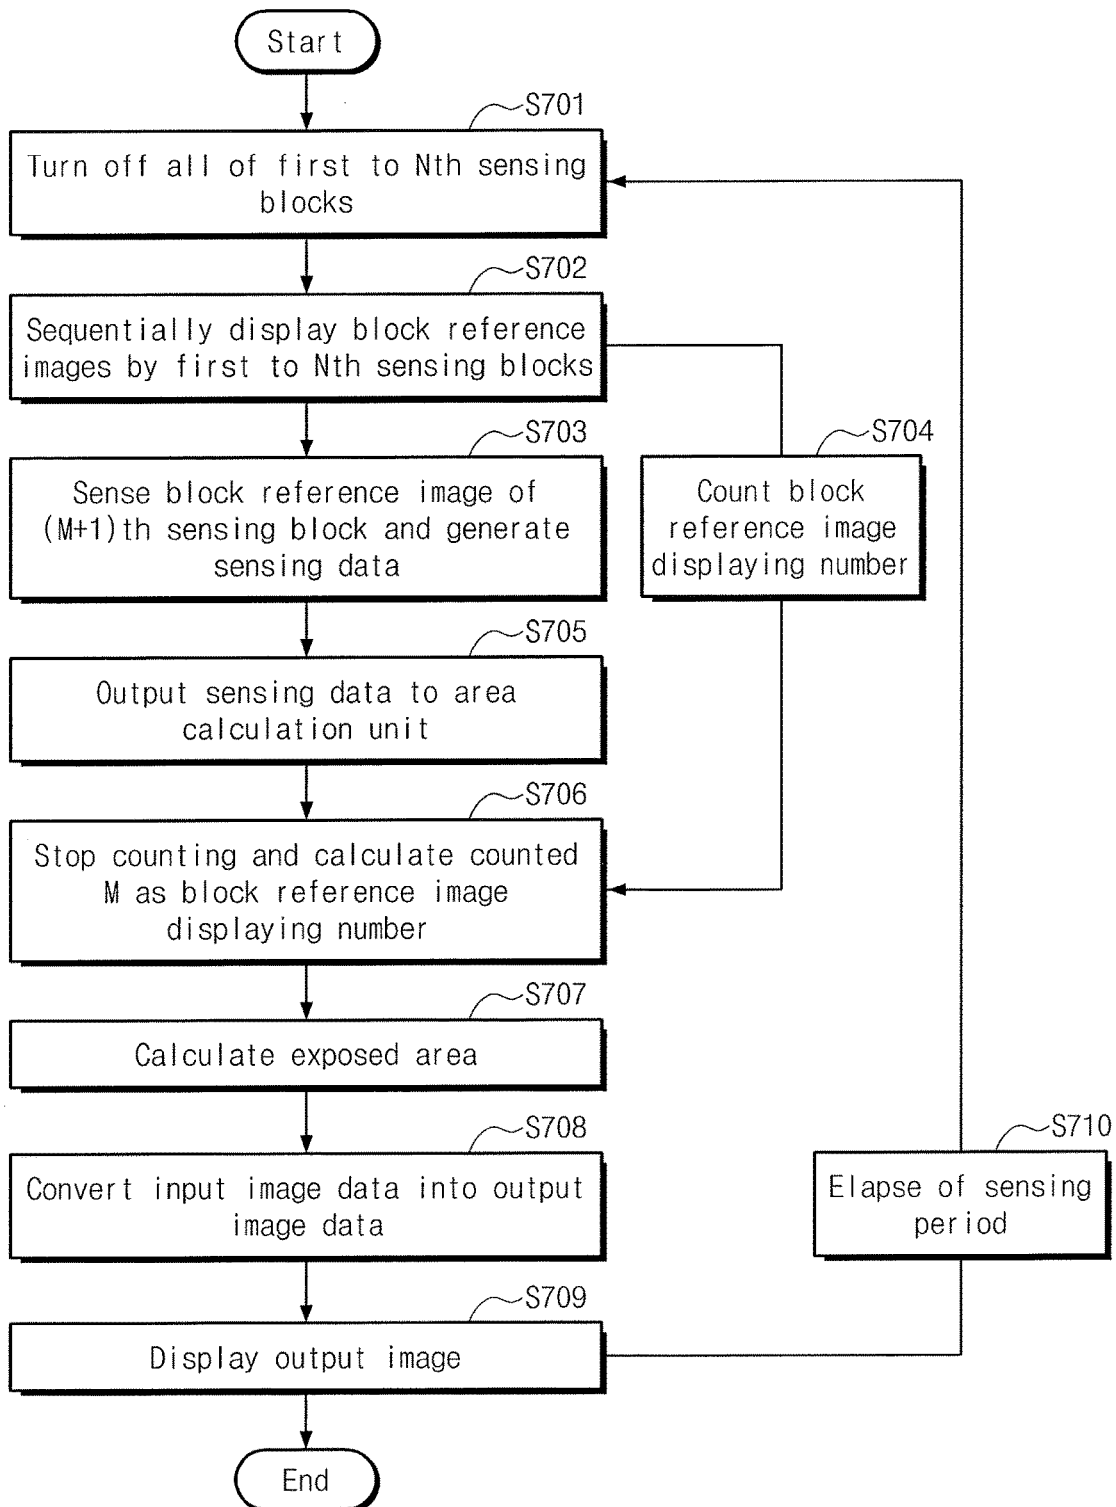 Start
S701
Turn off all of first to Nth sensing
blocks
S702
Sequentially display block reference
images by first to Nth sensing blocks
S703
Sense block reference image of
(M+1)th sensing block and generate
sensing data
S704
Count block
reference image
displaying number
S705
Output sensing data to area
calculation unit
S706
Stop counting and calculate counted
M as block reference image
displaying number
S707
Calculate exposed area
S708
Convert input image data into output
image data
S710
Elapse of sensing
period
S709
Display output image
End